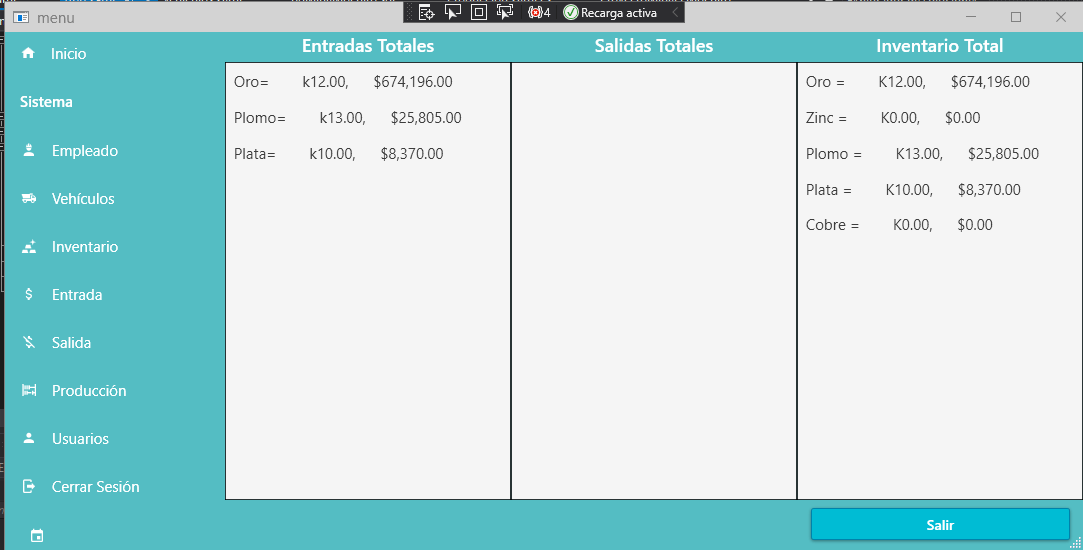 menu
4 Recarga activa
Inicio
Sistema
Empleado
Vehículos
Inventario
Entrada
Salida
Producción
Usuarios
Cerrar Sesión
Entradas Totales
Oro= k12.00, $674,196.00
Plomo= k13.00, $25,805.00
Plata= k10.00, $8,370.00
Salidas Totales
Inventario Total
Oro = K12.00, $674,196.00
Zinc = K0.00, $0.00
Plomo = K13.00, $25,805.00
Plata = K10.00, $8,370.00
Cobre = K0.00, $0.00
Salir